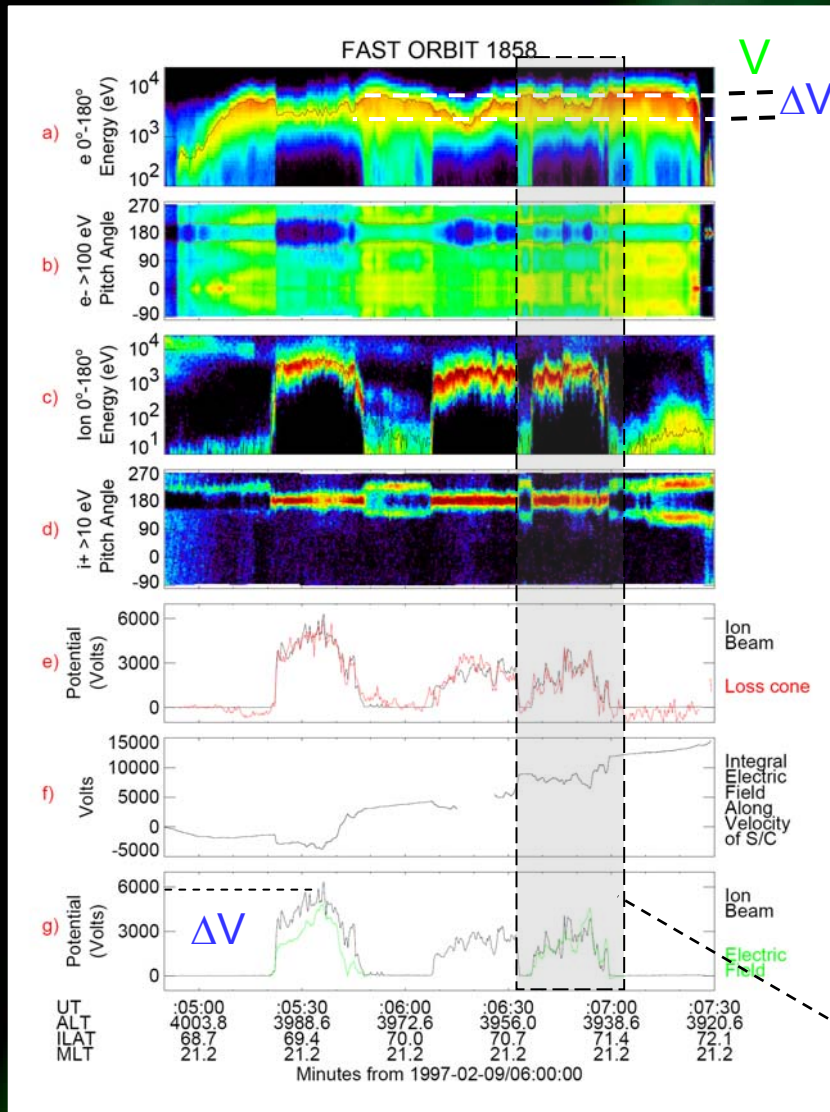 FAST ORBIT 1858
V
ΔV
a)
e 0°-180°
Energy (eV)
10⁴
10³
10²
b)
e- >100 eV
Pitch Angle
270
180
90
0
-90
c)
Ion 0°-180°
Energy (eV)
10⁴
10³
10²
10¹
d)
i+ >10 eV
Pitch Angle
270
180
90
0
-90
e)
Potential
(Volts)
6000
3000
0
Ion
Beam
Loss cone
f)
Volts
15000
10000
5000
0
-5000
Integral
Electric
Field
Along
Velocity
of S/C
g)
Potential
(Volts)
6000
3000
0
ΔV
Ion
Beam
Electric
Field
UT :05:00 :05:30 :06:00 :06:30 :07:00 :07:30
ALT 4003.8 3988.6 3972.6 3956.0 3938.6 3920.6
ILAT 68.7 69.4 70.0 70.7 71.4 72.1
MLT 21.2 21.2 21.2 21.2 21.2 21.2
Minutes from 1997-02-09/06:00:00